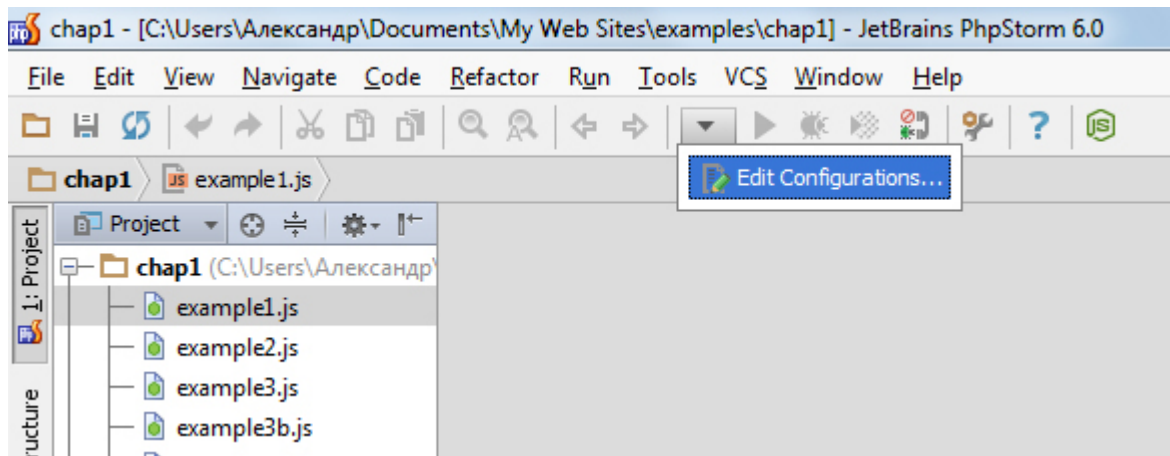 chap1 - [C:\Users\Александр\Documents\My Web Sites\examples\chap1] - JetBrains PhpStorm 6.0
File Edit View Navigate Code Refactor Run Tools VCS Window Help
chap1 example1.js
Edit Configurations...
1: Project
Project
chap1 (C:\Users\Александр\
example1.js
example2.js
example3.js
example3b.js